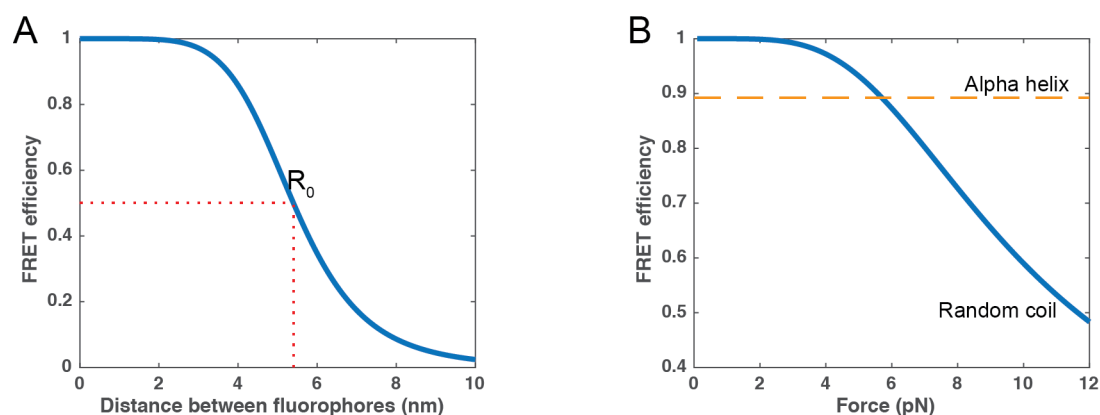 A
FRET efficiency
1
0.8
0.6
0.4
0.2
0
R0
0
2
4
6
8
10
Distance between fluorophores (nm)
B
FRET efficiency
1
0.9
0.8
0.7
0.6
0.5
0.4
Alpha helix
Random coil
0
2
4
6
8
10
12
Force (pN)